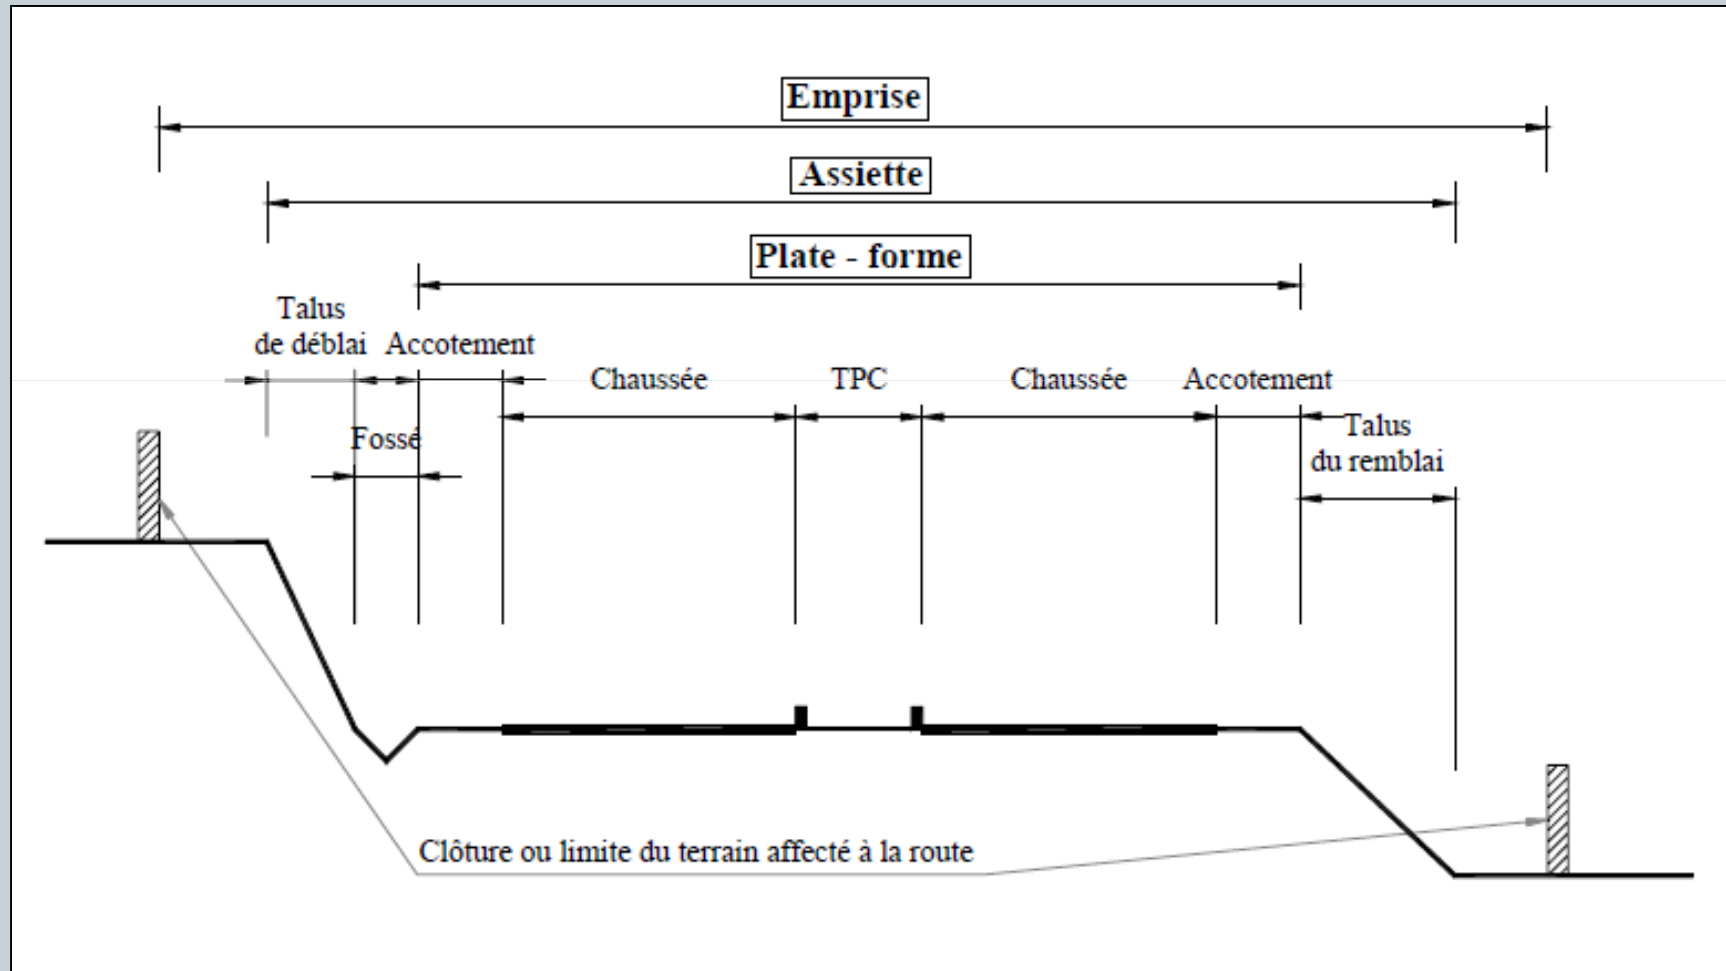 Emprise
Assiette
Plate - forme
Talus
de déblai
Accotement
Chaussée
TPC
Chaussée
Accotement
Fossé
Talus
du remblai
Clôture ou limite du terrain affecté à la route